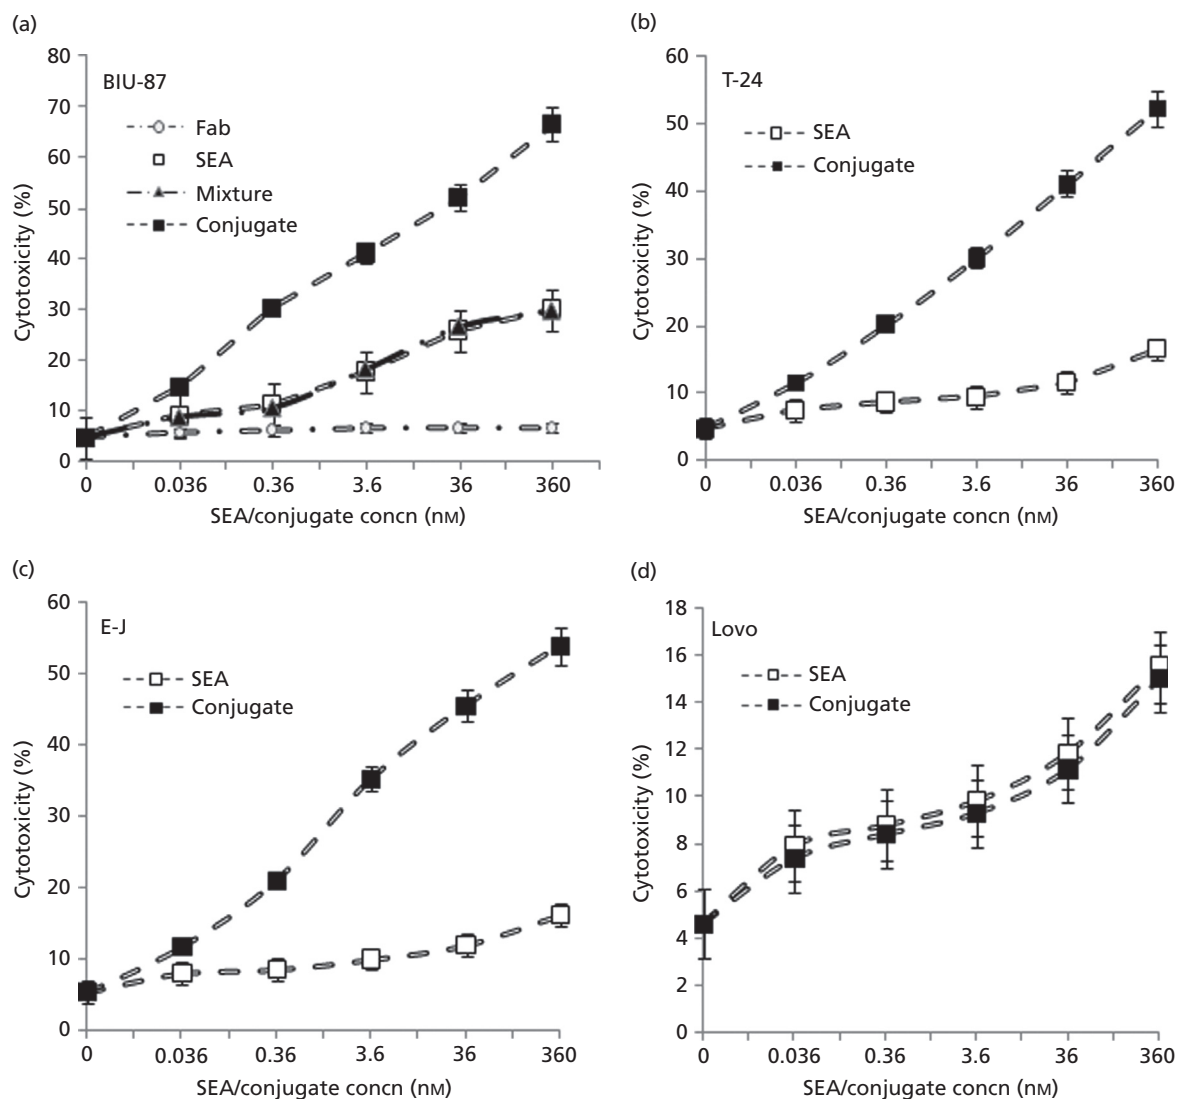 (a)
BIU-87
Fab
SEA
Mixture
Conjugate
Cytotoxicity (%)
80
70
60
50
40
30
20
10
0
0 0.036 0.36 3.6 36 360
SEA/conjugate concn (nM)
(b)
T-24
SEA
Conjugate
Cytotoxicity (%)
60
50
40
30
20
10
0
0 0.036 0.36 3.6 36 360
SEA/conjugate concn (nM)
(c)
E-J
SEA
Conjugate
Cytotoxicity (%)
60
50
40
30
20
10
0
0 0.036 0.36 3.6 36 360
SEA/conjugate concn (nM)
(d)
Lovo
SEA
Conjugate
Cytotoxicity (%)
18
16
14
12
10
8
6
4
2
0
0 0.036 0.36 3.6 36 360
SEA/conjugate concn (nM)